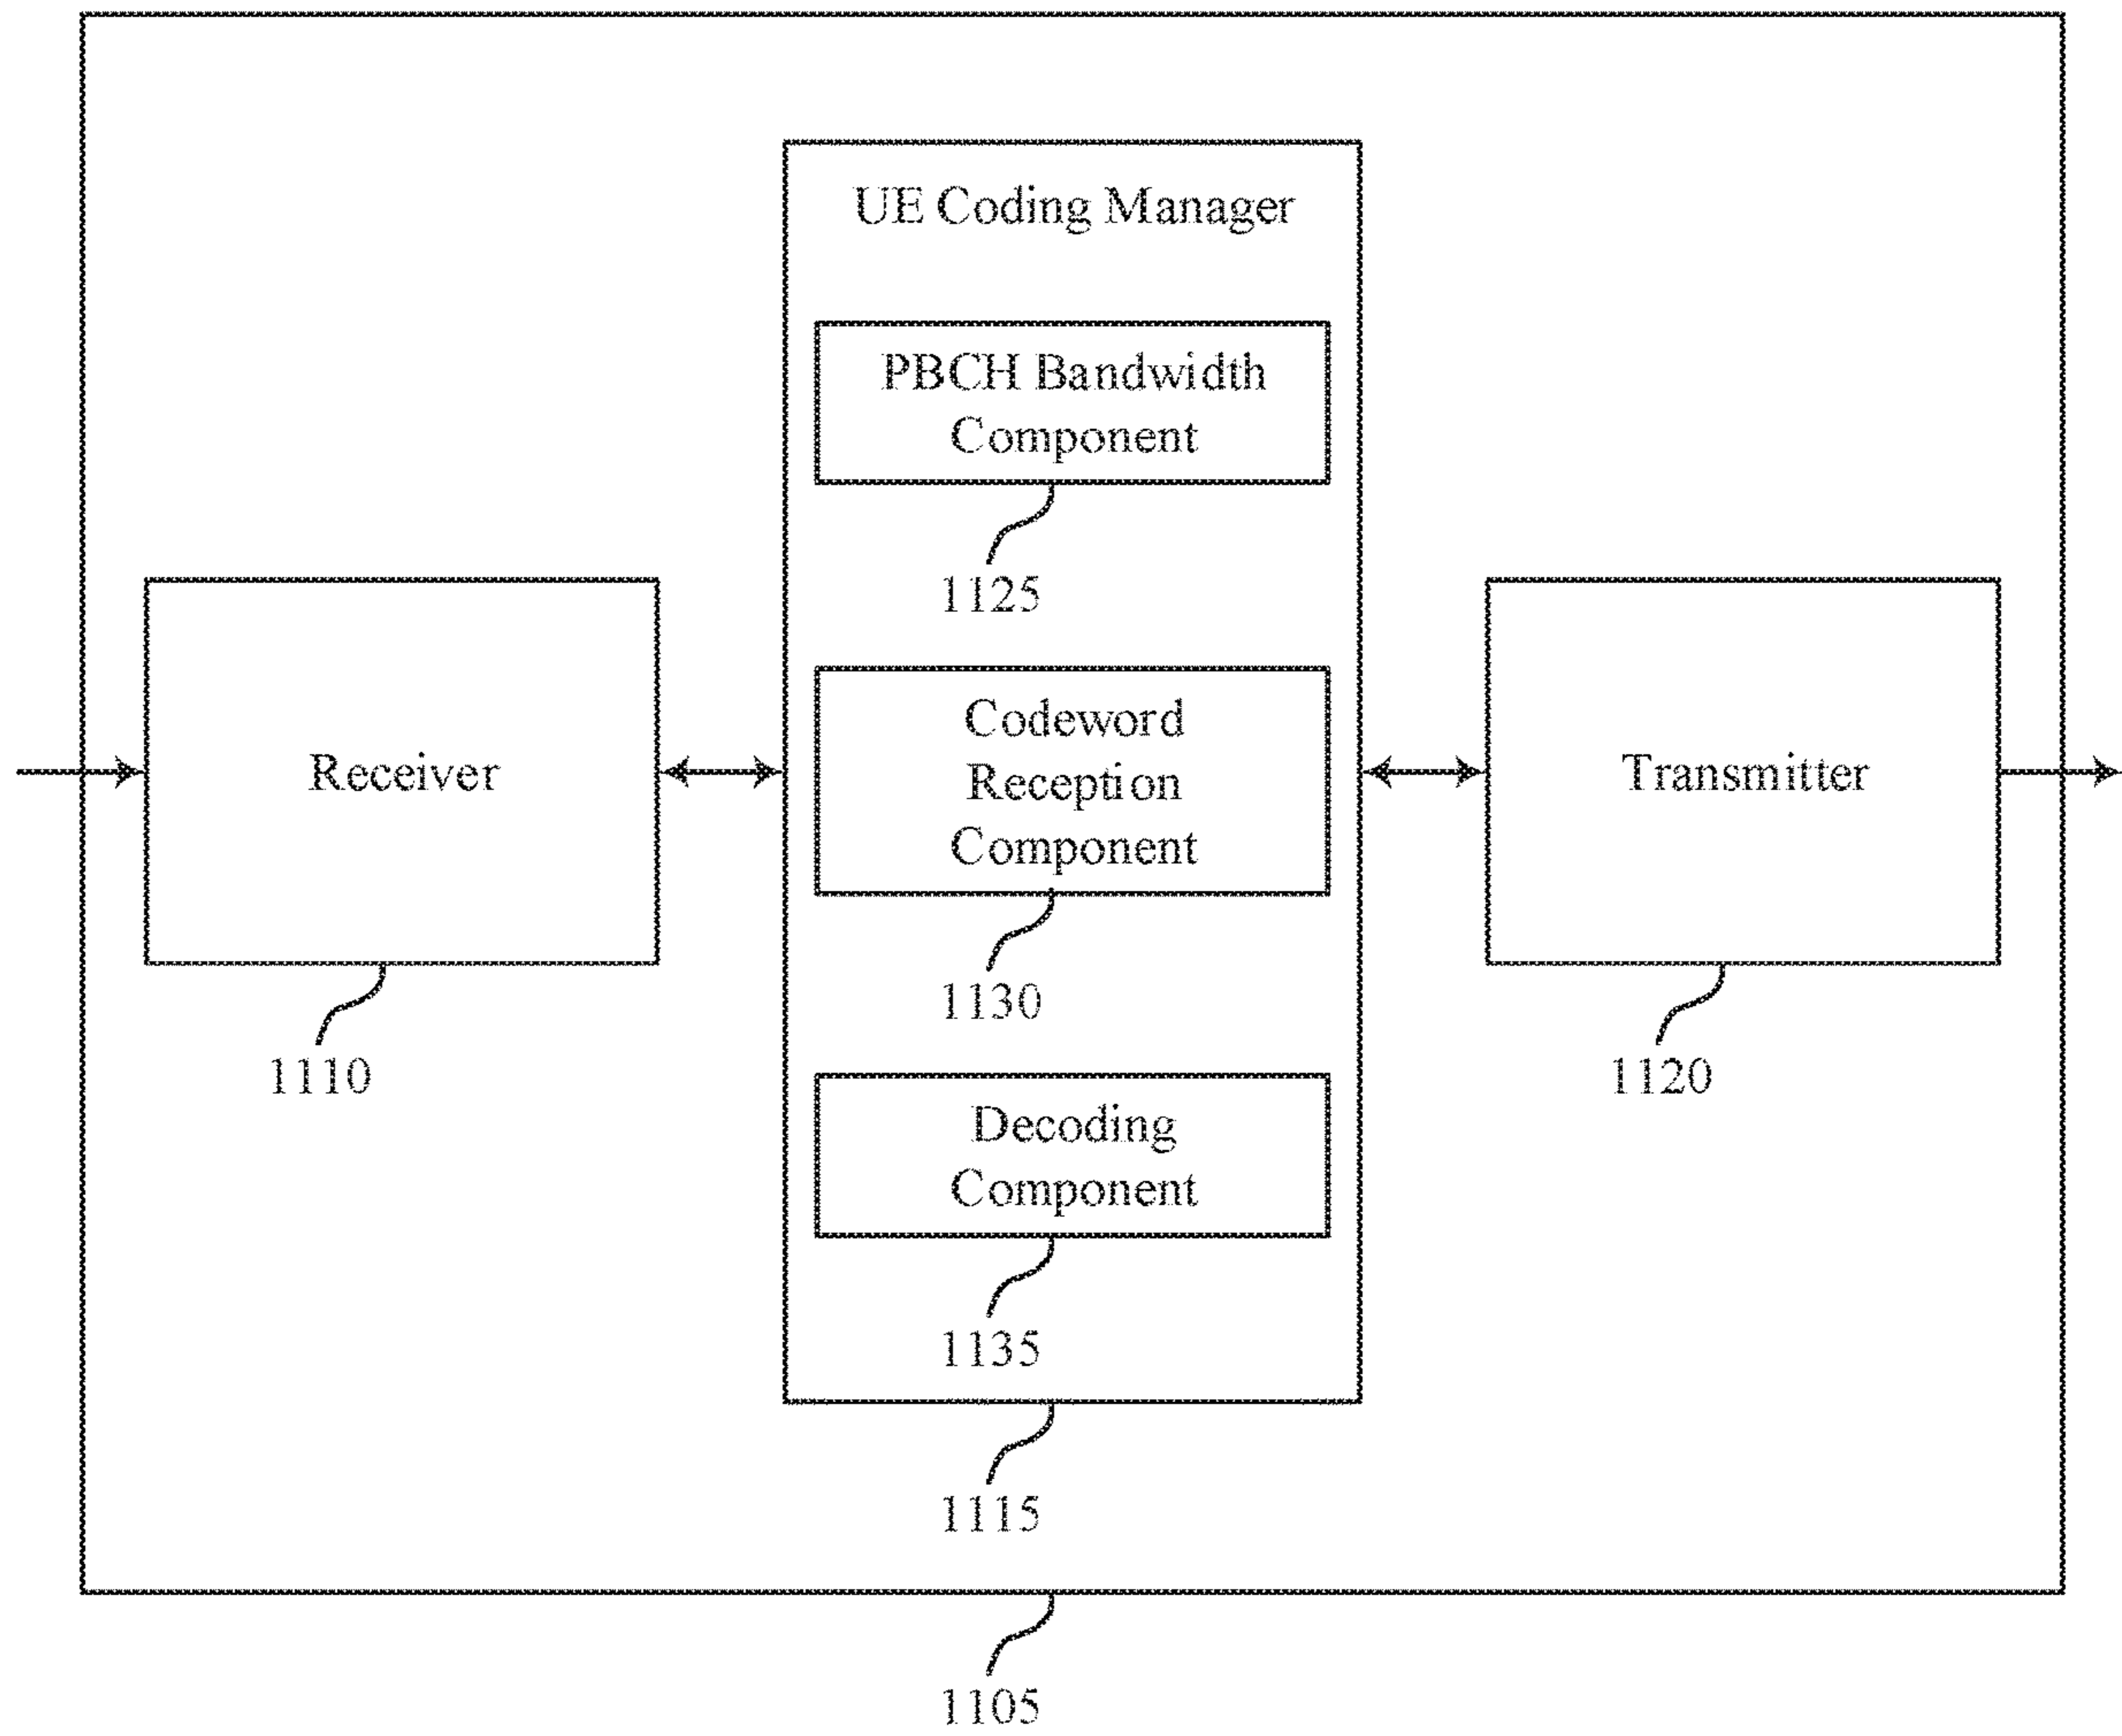 UE Coding Manager
PBCH Bandwidth
Component
1125
Receiver
1110
Codeword
Reception
Component
1130
Transmitter
1120
Decoding
Component
1135
1115
1105